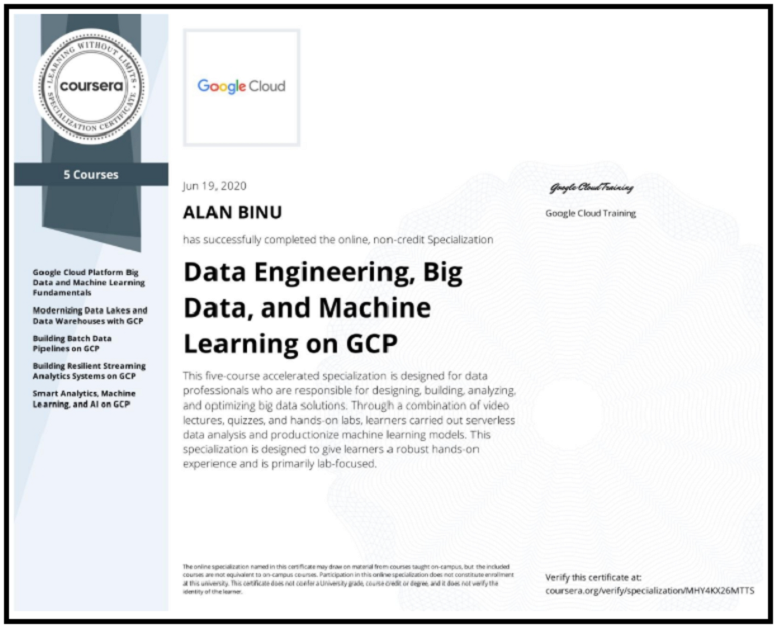 LEARNING WITHOUT LIMITS
coursera
SPECIALIZATION CERTIFICATE
5 Courses
Google Cloud Platform Big
Data and Machine Learning
Fundamentals
Modernizing Data Lakes and
Data Warehouses with GCP
Building Batch Data
Pipelines on GCP
Building Resilient Streaming
Analytics Systems on GCP
Smart Analytics, Machine
Learning, and AI on GCP
Google Cloud
Jun 19, 2020
ALAN BINU
has successfully completed the online, non-credit Specialization
Data Engineering, Big
Data, and Machine
Learning on GCP
This five-course accelerated specialization is designed for data
professionals who are responsible for designing, building, analyzing,
and optimizing big data solutions. Through a combination of video
lectures, quizzes, and hands-on labs, learners carried out serverless
data analysis and productionize machine learning models. This
specialization is designed to give learners a robust hands-on
experience and is primarily lab-focused.
Google Cloud Training
Google Cloud Training
The online specialization named in this certificate may draw on material from courses taught on-campus, but the included
courses are not equivalent to on-campus courses. Participation in this online specialization does not constitute enrollment
at this university. This certificate does not confer a University grade, course credit or degree, and it does not verify the
identity of the learner.
Verify this certificate at:
coursera.org/verify/specialization/MHY4KX26MTTS